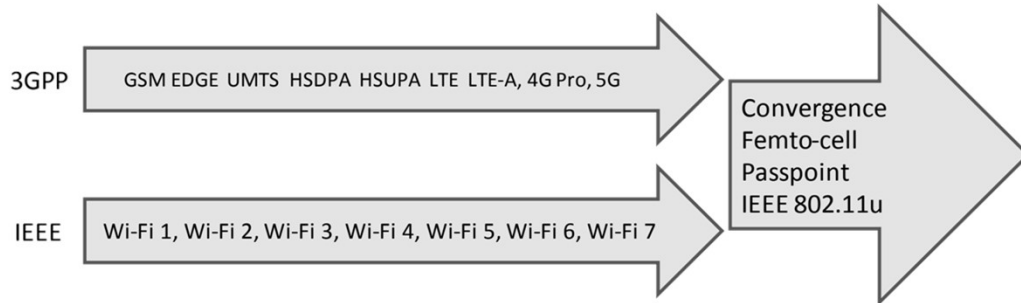 3GPP
GSM EDGE UMTS HSDPA HSUPA LTE LTE-A, 4G Pro, 5G
IEEE
Wi-Fi 1, Wi-Fi 2, Wi-Fi 3, Wi-Fi 4, Wi-Fi 5, Wi-Fi 6, Wi-Fi 7
Convergence
Femto-cell
Passpoint
IEEE 802.11u